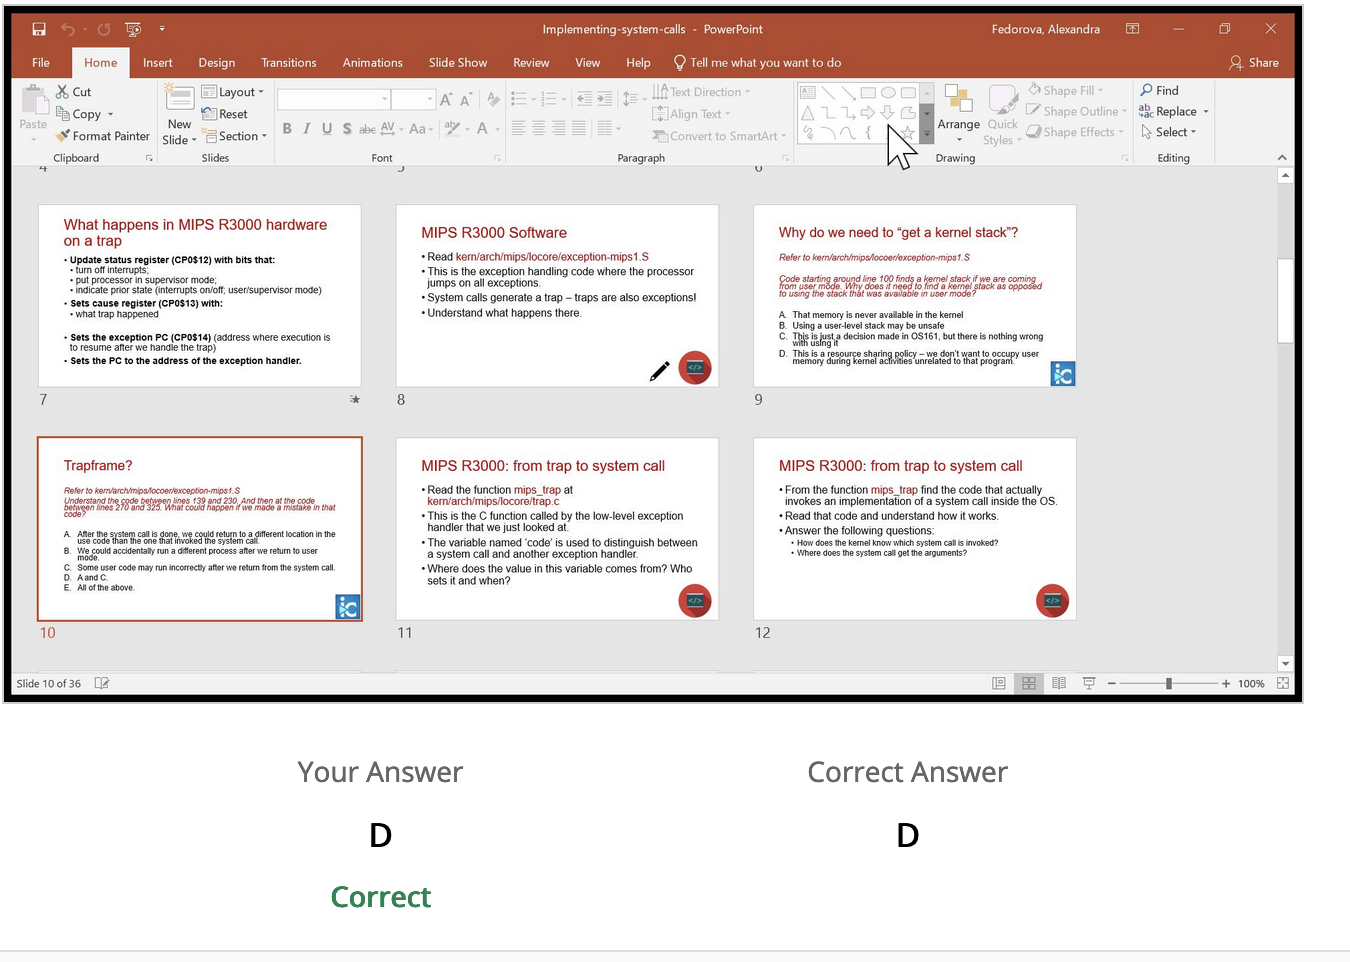 Implementing-system-calls - PowerPoint
Fedorova, Alexandra
File Home Insert Design Transitions Animations Slide Show Review View Help Tell me what you want to do Share
Paste
Cut
Copy
Format Painter
Clipboard
New
Slide
Layout
Reset
Section
Slides
B I U S abc AV Aa A
Font
Text Direction
Align Text
Convert to SmartArt
Paragraph
Arrange
Quick
Styles
Shape Fill
Shape Outline
Shape Effects
Drawing
Find
Replace
Select
Editing
What happens in MIPS R3000 hardware
on a trap
• Update status register (CP0$12) with bits that:
• turn off interrupts;
• put processor in supervisor mode;
• indicate prior state (interrupts on/off; user/supervisor mode)
• Sets cause register (CP0$13) with:
• what trap happened
• Sets the exception PC (CP0$14) (address where execution is
to resume after we handle the trap)
• Sets the PC to the address of the exception handler.
7
MIPS R3000 Software
• Read kern/arch/mips/locore/exception-mips1.S
• This is the exception handling code where the processor
jumps on all exceptions.
• System calls generate a trap – traps are also exceptions!
• Understand what happens there.
8
Why do we need to “get a kernel stack”?
Refer to kern/arch/mips/locoer/exception-mips1.S
Code starting around line 100 finds a kernel stack if we are coming
from user mode. Why does it need to find a kernel stack as opposed
to using the stack that was available in user mode?
A. That memory is never available in the kernel
B. Using a user-level stack may be unsafe
C. This is just a decision made in OS161, but there is nothing wrong
with using it
D. This is a resource sharing policy – we don’t want to occupy user
memory during kernel activities unrelated to that program.
iC
9
Trapframe?
Refer to kern/arch/mips/locoer/exception-mips1.S
Understand the code between lines 139 and 230. And then at the code
between lines 270 and 325. What could happen if we made a mistake in that
code?
A. After the system call is done, we could return to a different location in the
use code than the one that invoked the system call.
B. We could accidentally run a different process after we return to user
mode.
C. Some user code may run incorrectly after we return from the system call.
D. A and C.
E. All of the above.
iC
10
MIPS R3000: from trap to system call
• Read the function mips_trap at
kern/arch/mips/locore/trap.c
• This is the C function called by the low-level exception
handler that we just looked at.
• The variable named ‘code’ is used to distinguish between
a system call and another exception handler.
• Where does the value in this variable comes from? Who
sets it and when?
11
MIPS R3000: from trap to system call
• From the function mips_trap find the code that actually
invokes an implementation of a system call inside the OS.
• Read that code and understand how it works.
• Answer the following questions:
• How does the kernel know which system call is invoked?
• Where does the system call get the arguments?
12
Slide 10 of 36
100%
Your Answer
D
Correct
Correct Answer
D